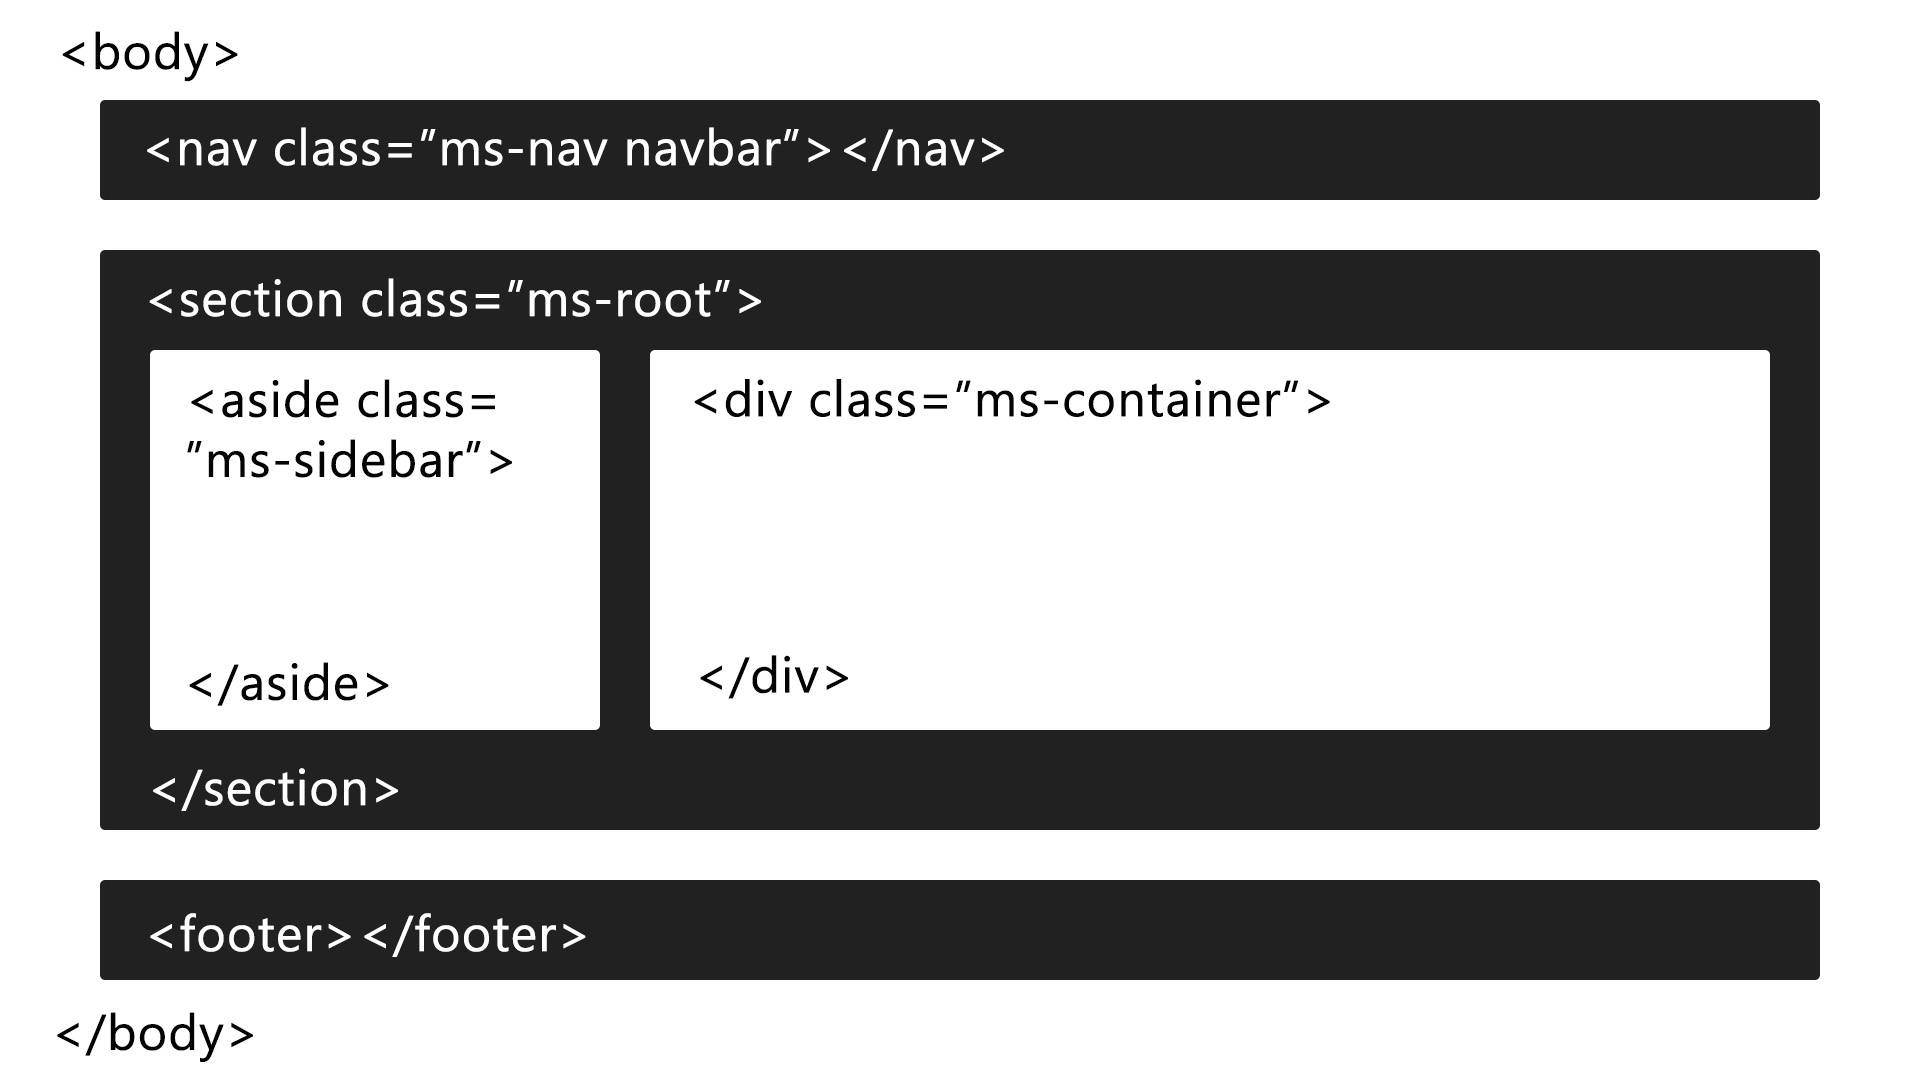 <body>
<nav class=″ms-nav navbar″></nav>
<section class=″ms-root″>
<aside class=
″ms-sidebar″>
</aside>
<div class=″ms-container″>
</div>
</section>
<footer></footer>
</body>